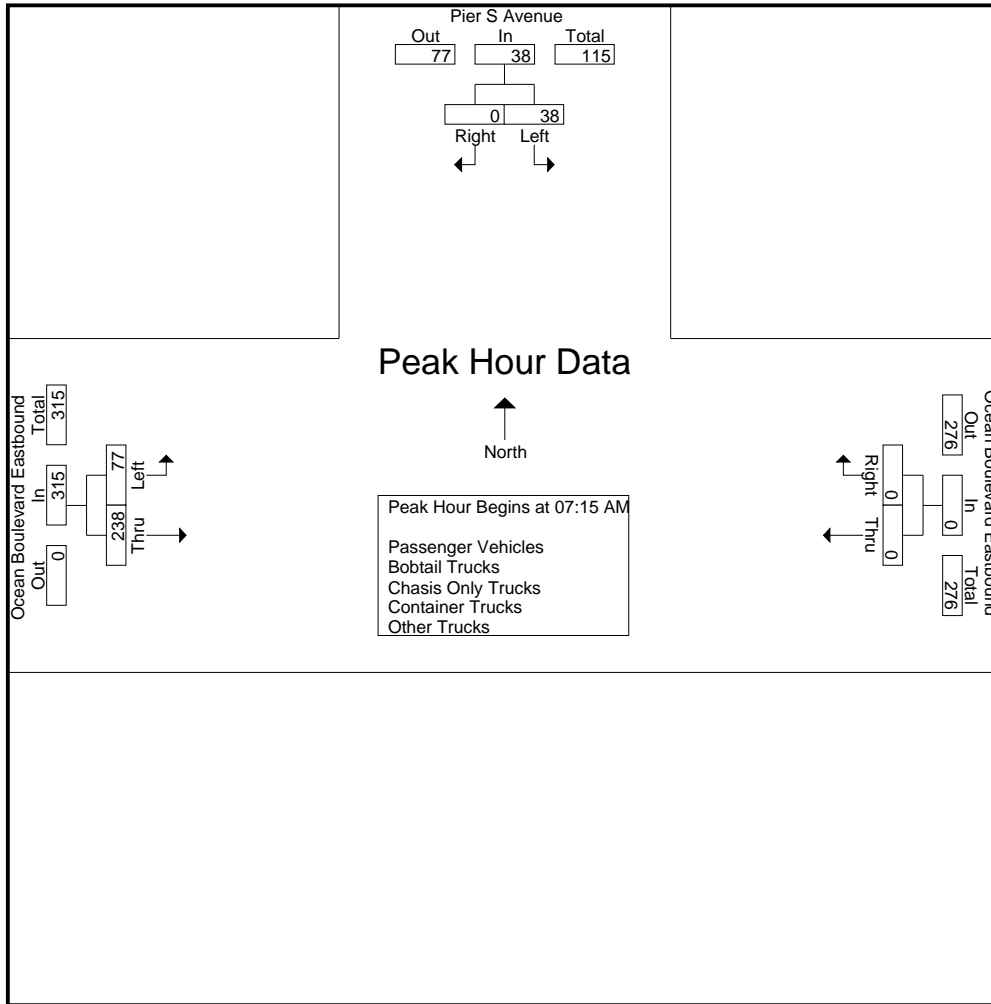 Pier S Avenue
Out In Total
77 38 115
0 38
Right Left
Peak Hour Data
North
Peak Hour Begins at 07:15 AM
Passenger Vehicles
Bobtail Trucks
Chasis Only Trucks
Container Trucks
Other Trucks
Ocean Boulevard Eastbound
Out In Total
0 315 315
Left Thru
77 238
Ocean Boulevard Eastbound
Out In Total
276 0 276
Right Thru
0 0